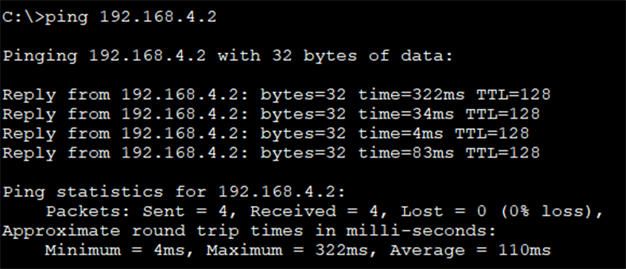 C:\>ping 192.168.4.2
Pinging 192.168.4.2 with 32 bytes of data:
Reply from 192.168.4.2: bytes=32 time=322ms TTL=128
Reply from 192.168.4.2: bytes=32 time=34ms TTL=128
Reply from 192.168.4.2: bytes=32 time=4ms TTL=128
Reply from 192.168.4.2: bytes=32 time=83ms TTL=128
Ping statistics for 192.168.4.2:
    Packets: Sent = 4, Received = 4, Lost = 0 (0% loss),
Approximate round trip times in milli-seconds:
    Minimum = 4ms, Maximum = 322ms, Average = 110ms